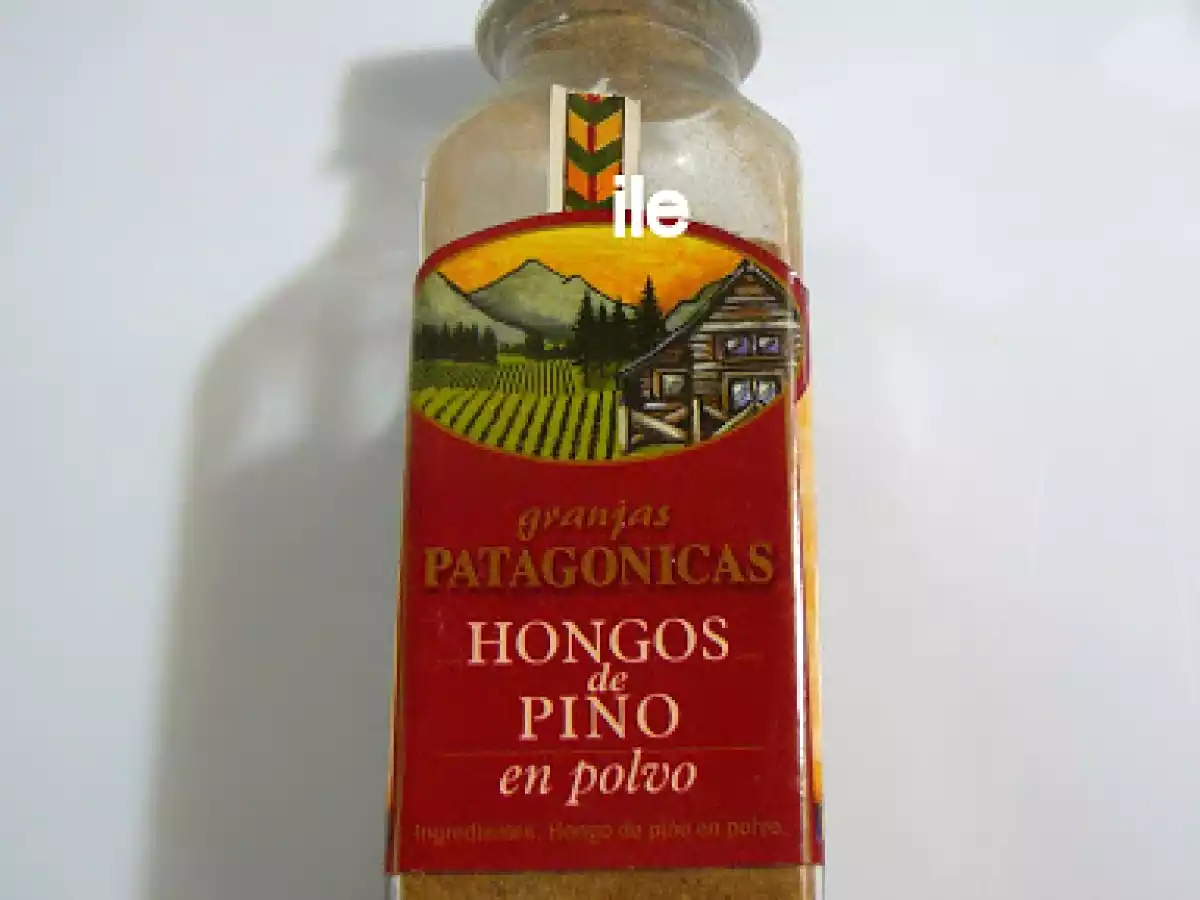 ile
granjas
PATAGONICAS
HONGOS
de
PINO
en polvo
Ingredientes. Hongo de pino en polvo.